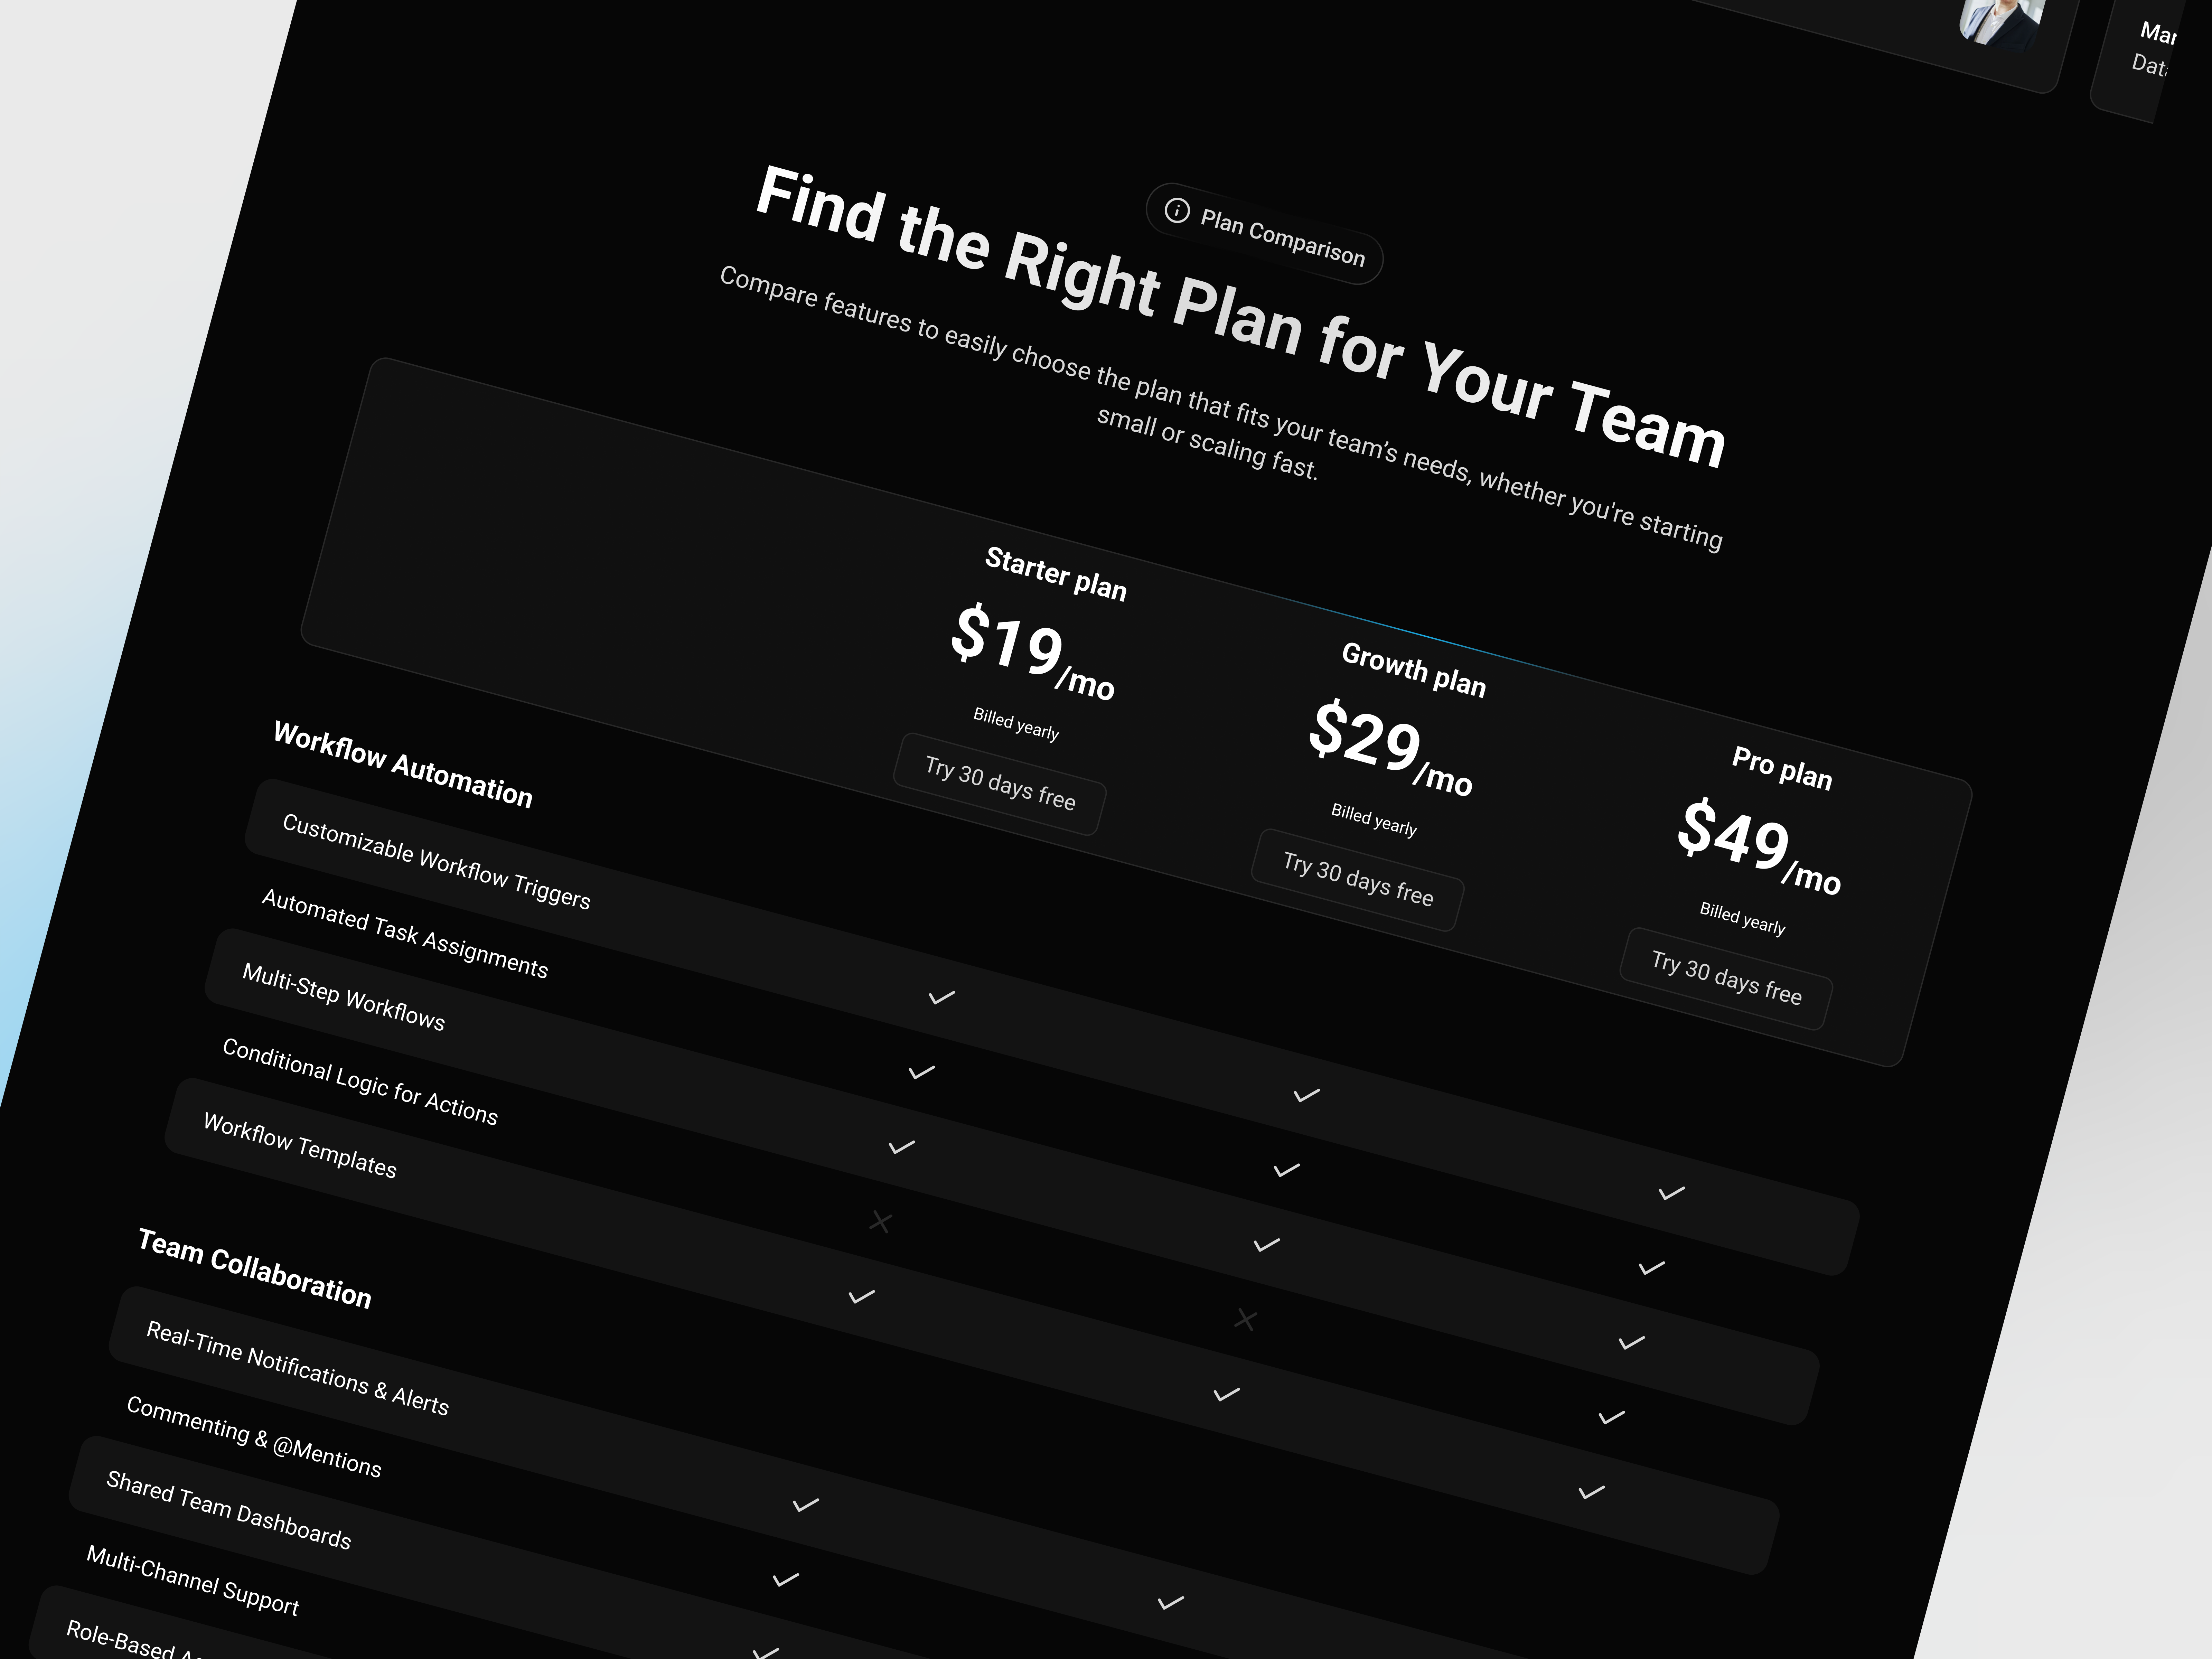 Mar
Data
Plan Comparison
Find the Right Plan for Your Team
Compare features to easily choose the plan that fits your team’s needs, whether you're starting
small or scaling fast.
Starter plan
$19/mo
Billed yearly
Try 30 days free
Growth plan
$29/mo
Billed yearly
Try 30 days free
Pro plan
$49/mo
Billed yearly
Try 30 days free
Workflow Automation
Customizable Workflow Triggers
Automated Task Assignments
Multi-Step Workflows
Conditional Logic for Actions
Workflow Templates
Team Collaboration
Real-Time Notifications & Alerts
Commenting & @Mentions
Shared Team Dashboards
Multi-Channel Support
Role-Based